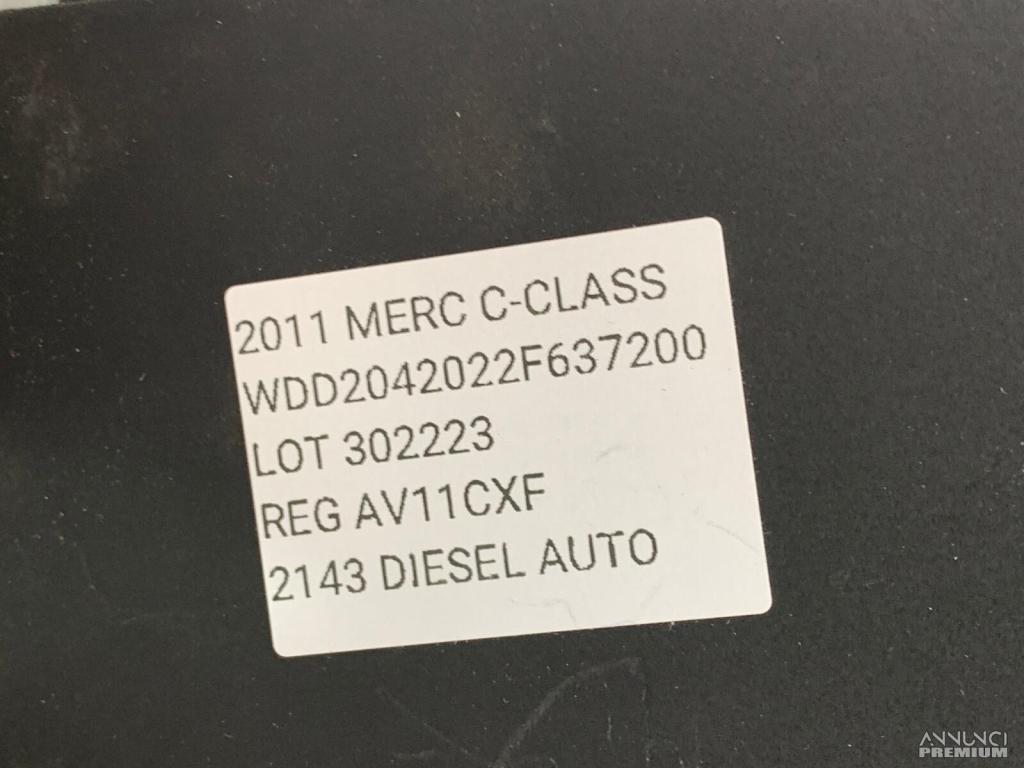 2011 MERC C-CLASS
WDD2042022F637200
LOT 302223
REG AV11CXF
2143 DIESEL AUTO
ANNUNCI
PREMIUM